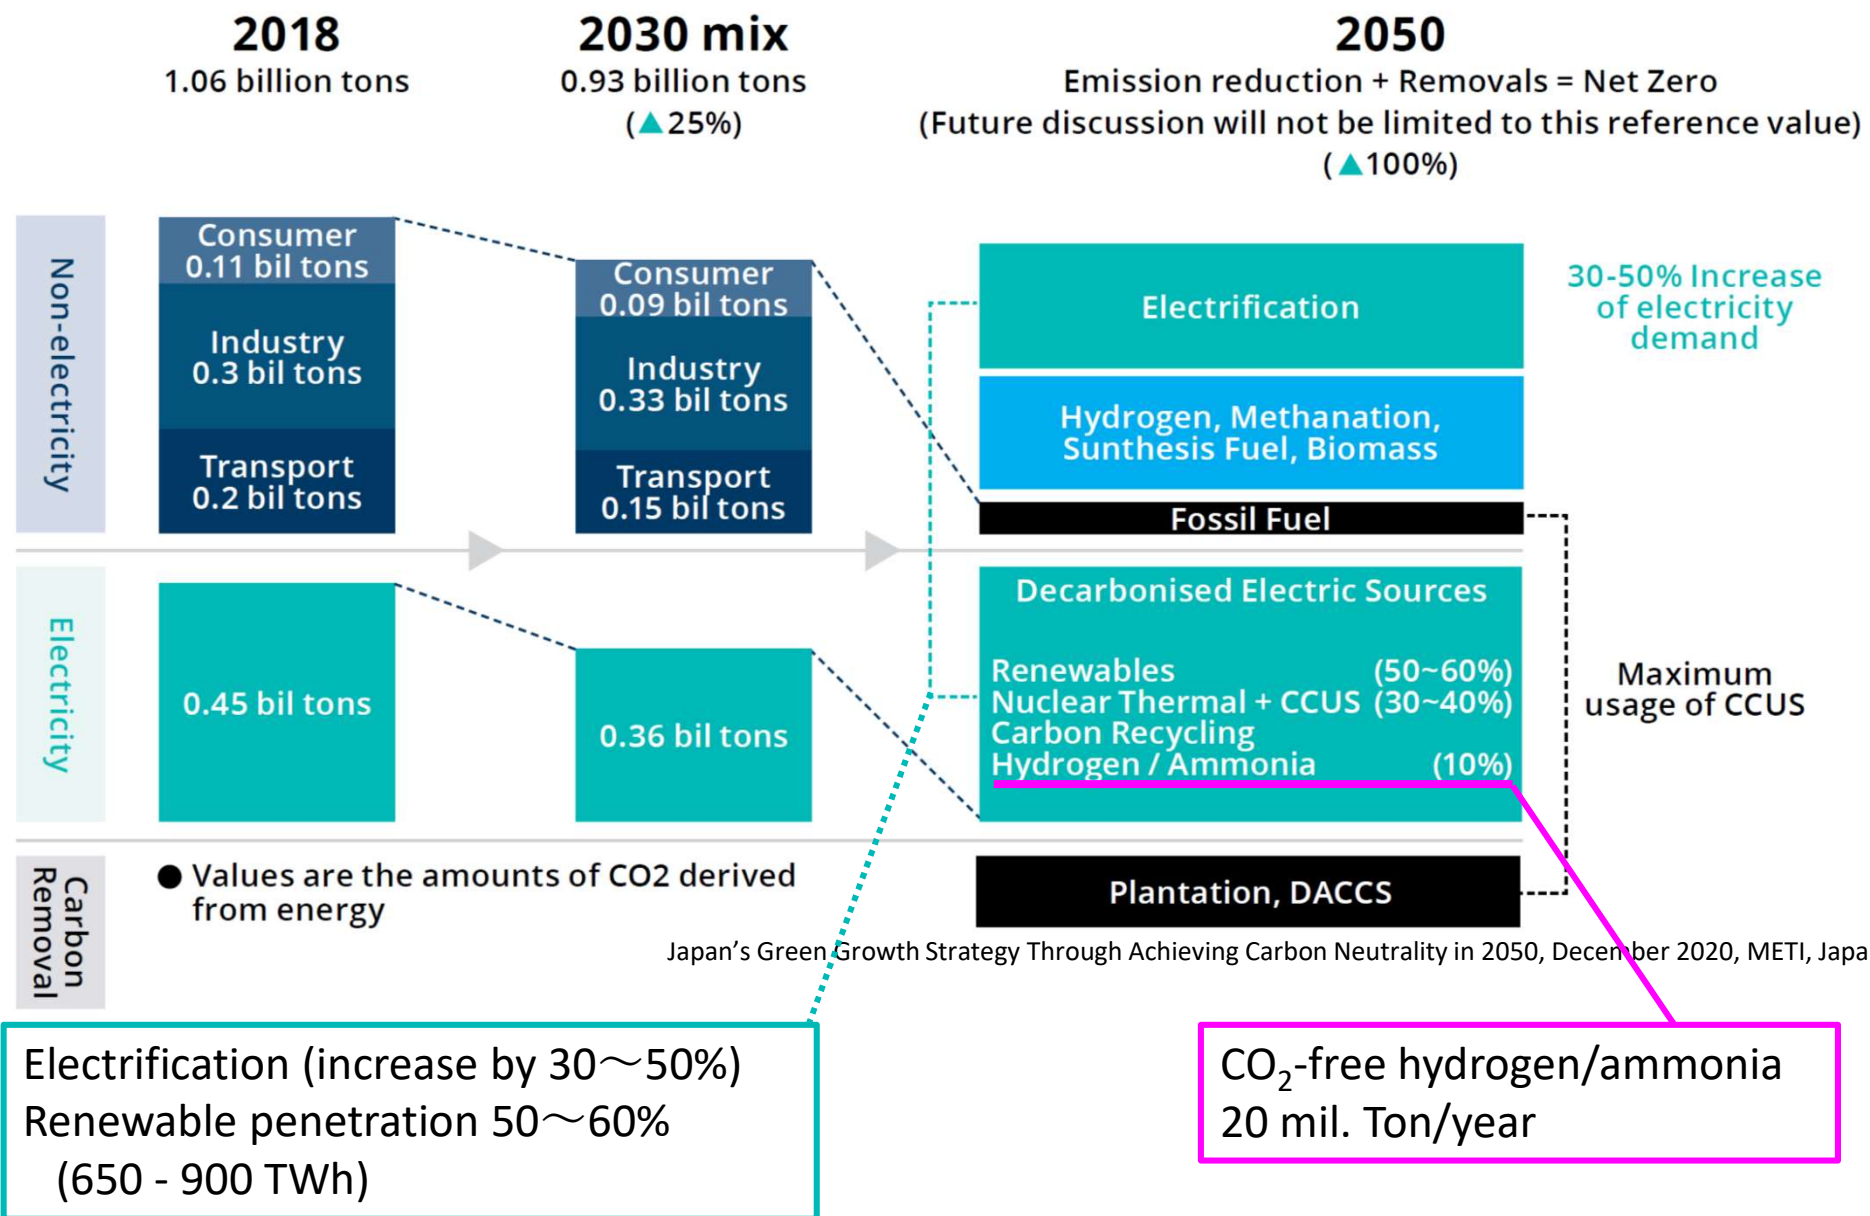 2018
1.06 billion tons
2030 mix
0.93 billion tons
(▲25%)
2050
Emission reduction + Removals = Net Zero
(Future discussion will not be limited to this reference value)
(▲100%)
Non-electricity
Consumer
0.11 bil tons
Industry
0.3 bil tons
Transport
0.2 bil tons
Consumer
0.09 bil tons
Industry
0.33 bil tons
Transport
0.15 bil tons
Electrification
Hydrogen, Methanation,
Sunthesis Fuel, Biomass
Fossil Fuel
30-50% Increase
of electricity
demand
Electricity
0.45 bil tons
0.36 bil tons
Decarbonised Electric Sources
Renewables (50~60%)
Nuclear Thermal + CCUS (30~40%)
Carbon Recycling
Hydrogen / Ammonia (10%)
Maximum
usage of CCUS
Carbon
Removal
● Values are the amounts of CO2 derived
from energy
Plantation, DACCS
Japan's Green Growth Strategy Through Achieving Carbon Neutrality in 2050, December 2020, METI, Japa
Electrification (increase by 30～50%)
Renewable penetration 50～60%
(650 - 900 TWh)
CO₂-free hydrogen/ammonia
20 mil. Ton/year